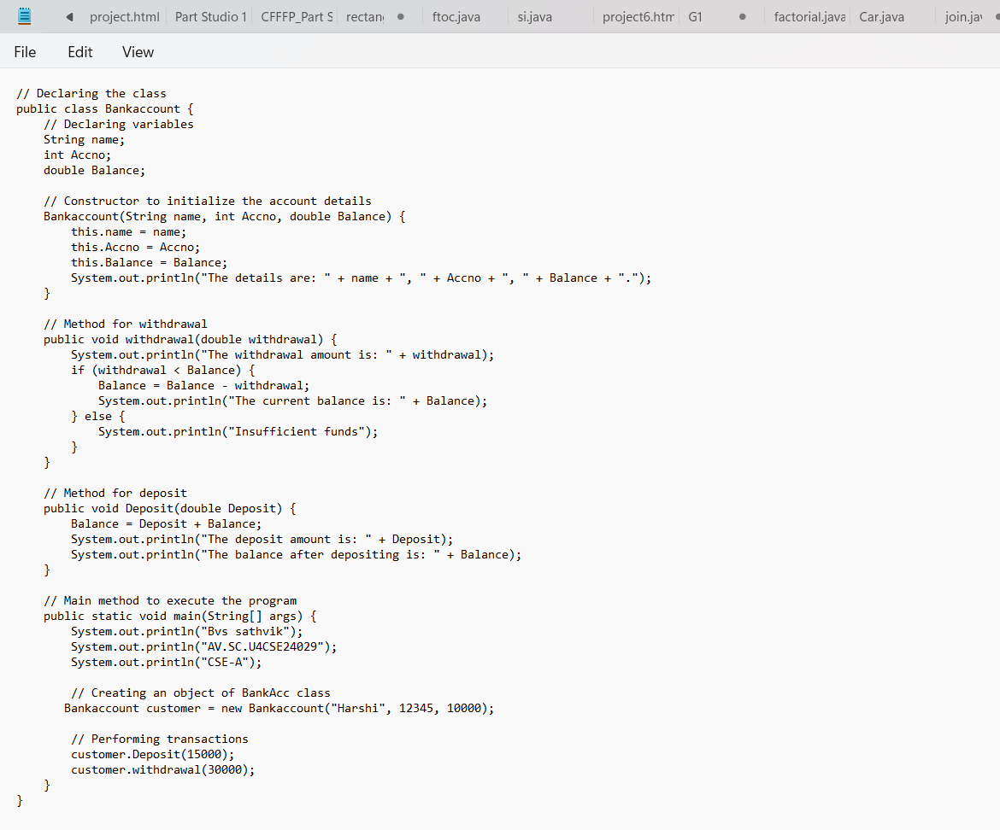 project.html Part Studio 1 CFFFP_Part S rectang ftoc.java si.java project6.htm G1 factorial.java Car.java join.jav
File Edit View
// Declaring the class
public class Bankaccount {
    // Declaring variables
    String name;
    int Accno;
    double Balance;

    // Constructor to initialize the account details
    Bankaccount(String name, int Accno, double Balance) {
        this.name = name;
        this.Accno = Accno;
        this.Balance = Balance;
        System.out.println("The details are: " + name + ", " + Accno + ", " + Balance + ".");
    }

    // Method for withdrawal
    public void withdrawal(double withdrawal) {
        System.out.println("The withdrawal amount is: " + withdrawal);
        if (withdrawal < Balance) {
            Balance = Balance - withdrawal;
            System.out.println("The current balance is: " + Balance);
        } else {
            System.out.println("Insufficient funds");
        }
    }

    // Method for deposit
    public void Deposit(double Deposit) {
        Balance = Deposit + Balance;
        System.out.println("The deposit amount is: " + Deposit);
        System.out.println("The balance after depositing is: " + Balance);
    }

    // Main method to execute the program
    public static void main(String[] args) {
        System.out.println("Bvs sathvik");
        System.out.println("AV.SC.U4CSE24029");
        System.out.println("CSE-A");

        // Creating an object of BankAcc class
       Bankaccount customer = new Bankaccount("Harshi", 12345, 10000);

        // Performing transactions
        customer.Deposit(15000);
        customer.withdrawal(30000);
    }
}